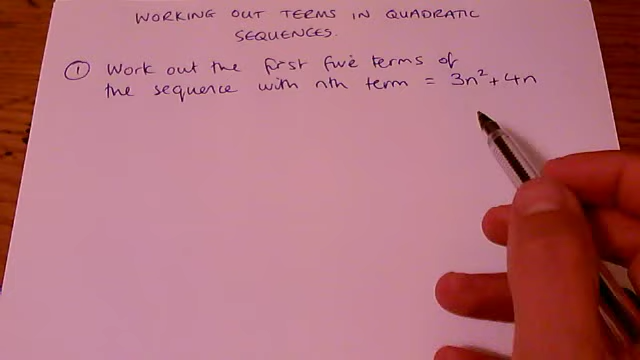 WORKING OUT TERMS IN QUADRATIC
SEQUENCES.
① Work out the first five terms of
the sequence with nth term = 3n²+4n